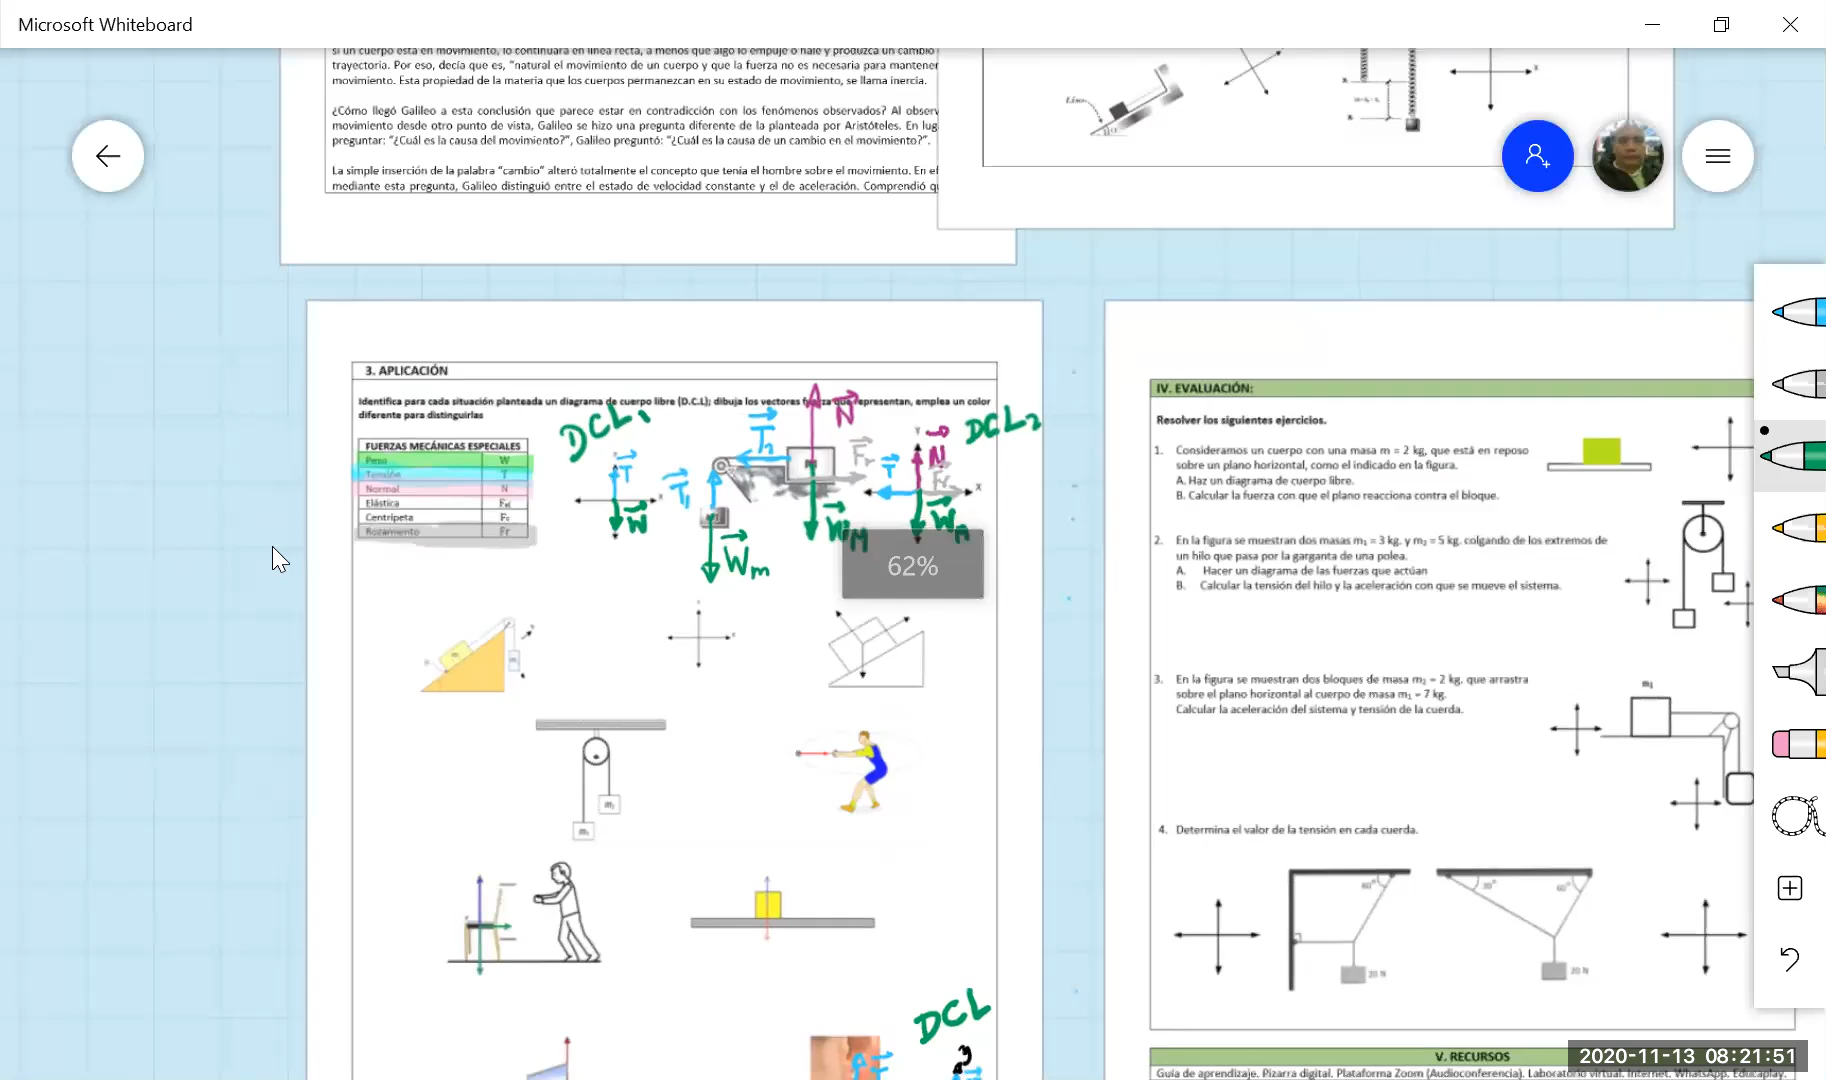 Microsoft Whiteboard
si un cuerpo está en movimiento, lo continuará en línea recta, a menos que algo lo empuje o hale y produzca un cambio
trayectoria. Por eso, decía que es, "natural el movimiento de un cuerpo y que la fuerza no es necesaria para mantener
movimiento. Esta propiedad de la materia que los cuerpos permanezcan en su estado de movimiento, se llama inercia.
¿Cómo llegó Galileo a esta conclusión que parece estar en contradicción con los fenómenos observados? Al observ
movimiento desde otro punto de vista, Galileo se hizo una pregunta diferente de la planteada por Aristóteles. En lug
preguntar: "¿Cuál es la causa del movimiento?", Galileo preguntó: "¿Cuál es la causa de un cambio en el movimiento?".
La simple inserción de la palabra "cambio" alteró totalmente el concepto que tenía el hombre sobre el movimiento. En ef
mediante esta pregunta, Galileo distinguió entre el estado de velocidad constante y el de aceleración. Comprendió qu
Liso
3. APLICACIÓN
Identifica para cada situación planteada un diagrama de cuerpo libre (D.C.L); dibuja los vectores fuerza que representan, emplea un color
diferente para distinguirlas
FUERZAS MECÁNICAS ESPECIALES
Peso W
Tensión T
Normal N
Elástica
Centrípeta Fc
Rozamiento Fr
DCL1
T
W
T1
T2
N
Fr
W M
W m
DCL2
N
T
Fr
x
62%
m1
m2
DCL
y
T
IV. EVALUACIÓN:
Resolver los siguientes ejercicios.
1. Consideramos un cuerpo con una masa m = 2 kg, que está en reposo
sobre un plano horizontal, como el indicado en la figura.
A. Haz un diagrama de cuerpo libre.
B. Calcular la fuerza con que el plano reacciona contra el bloque.
2. En la figura se muestran dos masas m₁ = 3 kg. y m₂ = 5 kg. colgando de los extremos de
un hilo que pasa por la garganta de una polea.
A. Hacer un diagrama de las fuerzas que actúan
B. Calcular la tensión del hilo y la aceleración con que se mueve el sistema.
3. En la figura se muestran dos bloques de masa m₂ = 2 kg. que arrastra
sobre el plano horizontal al cuerpo de masa m₁ = 7 kg.
Calcular la aceleración del sistema y tensión de la cuerda.
m₁
4. Determina el valor de la tensión en cada cuerda.
60°
20 N
30°
60°
20 N
V. RECURSOS
Guía de aprendizaje. Pizarra digital. Plataforma Zoom (Audioconferencia). Laboratorio virtual. Internet. WhatsApp. Educaplay.
2020-11-13 08:21:51